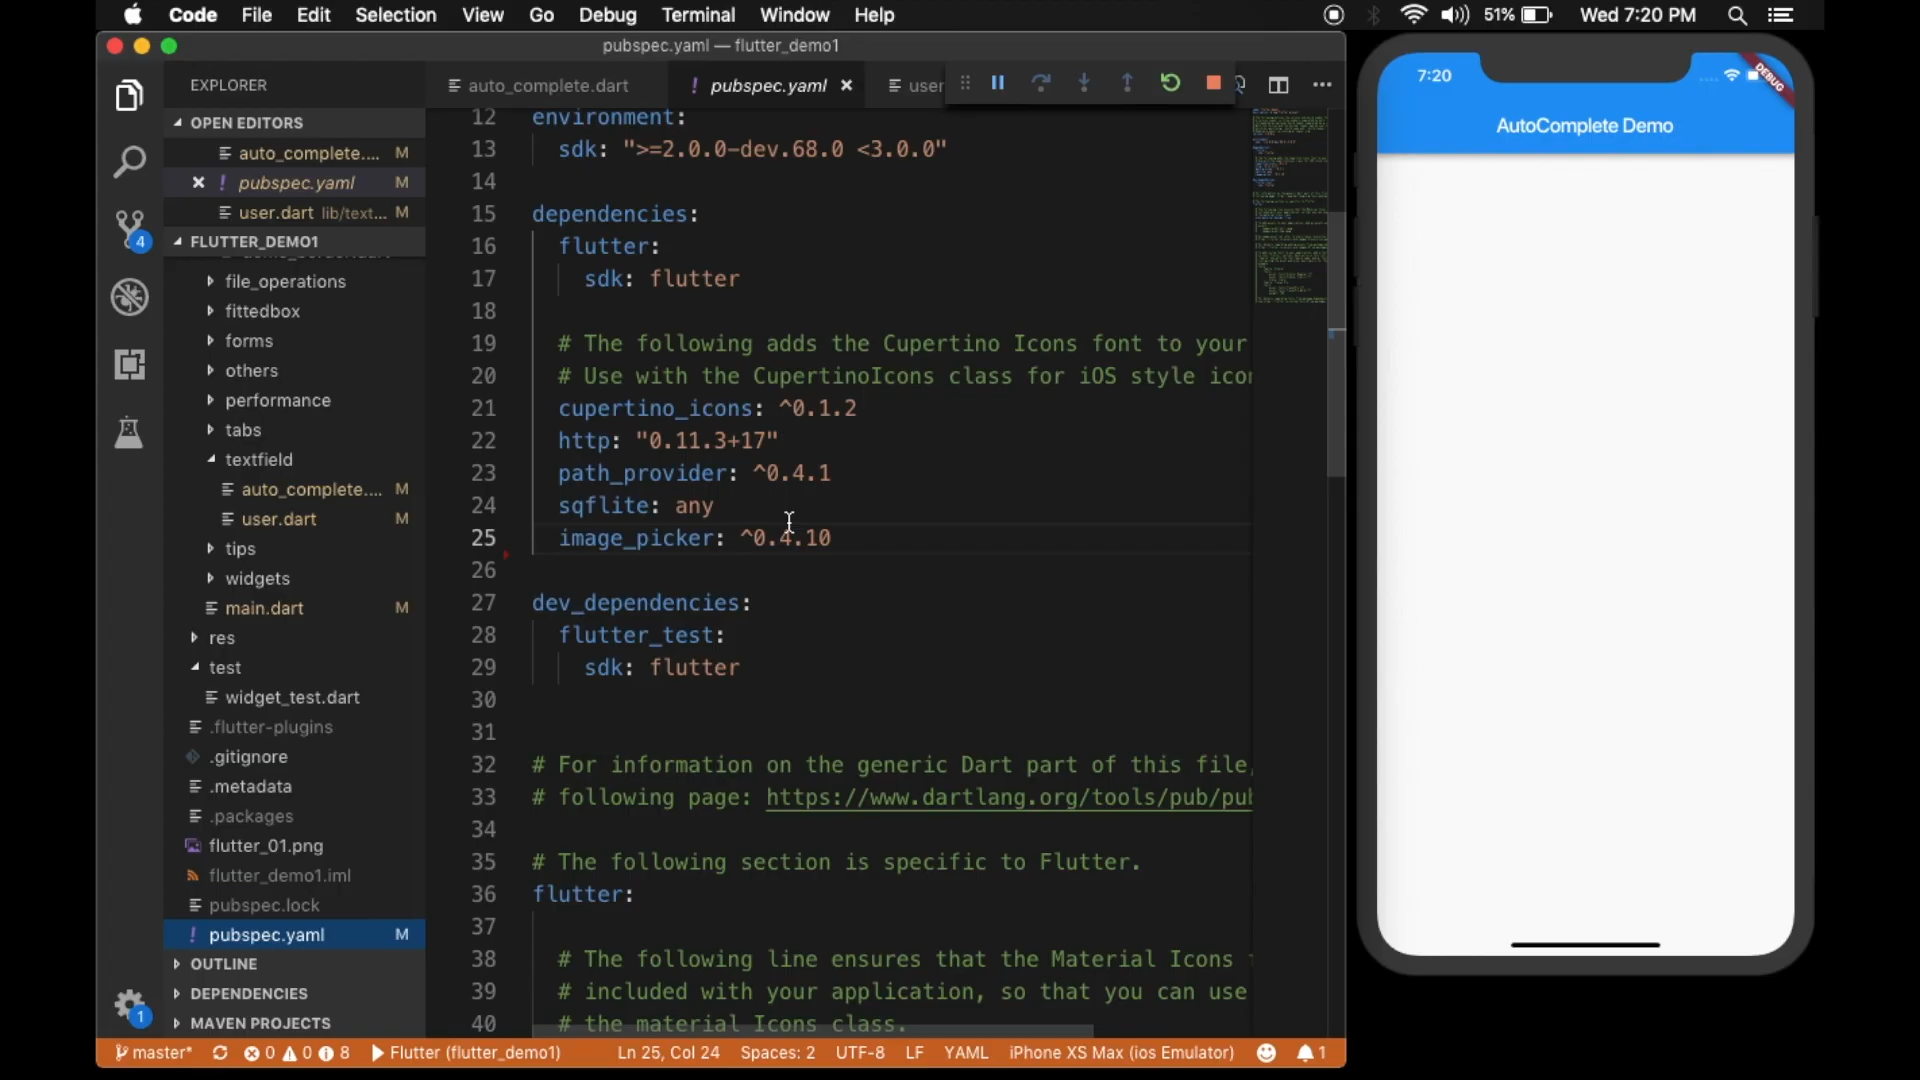 Code File Edit Selection View Go Debug Terminal Window Help 51% Wed 7:20 PM
pubspec.yaml — flutter_demo1
EXPLORER
auto_complete.dart
! pubspec.yaml
user
OPEN EDITORS
auto_complete.... M
! pubspec.yaml M
user.dart lib/text... M
FLUTTER_DEMO1
file_operations
fittedbox
forms
others
performance
tabs
textfield
auto_complete.... M
user.dart M
tips
widgets
main.dart M
res
test
widget_test.dart
.flutter-plugins
.gitignore
.metadata
.packages
flutter_01.png
flutter_demo1.iml
pubspec.lock
! pubspec.yaml M
OUTLINE
DEPENDENCIES
MAVEN PROJECTS
4
1
12 environment:
13 sdk: ">=2.0.0-dev.68.0 <3.0.0"
14
15 dependencies:
16 flutter:
17 sdk: flutter
18
19 # The following adds the Cupertino Icons font to your
20 # Use with the CupertinoIcons class for iOS style icon
21 cupertino_icons: ^0.1.2
22 http: "0.11.3+17"
23 path_provider: ^0.4.1
24 sqflite: any
25 image_picker: ^0.4.10
26
27 dev_dependencies:
28 flutter_test:
29 sdk: flutter
30
31
32 # For information on the generic Dart part of this file,
33 # following page: https://www.dartlang.org/tools/pub/pub
34
35 # The following section is specific to Flutter.
36 flutter:
37
38 # The following line ensures that the Material Icons
39 # included with your application, so that you can use
40 # the material Icons class.
master* 0 0 8 Flutter (flutter_demo1) Ln 25, Col 24 Spaces: 2 UTF-8 LF YAML iPhone XS Max (ios Emulator) 1
7:20
DEBUG
AutoComplete Demo